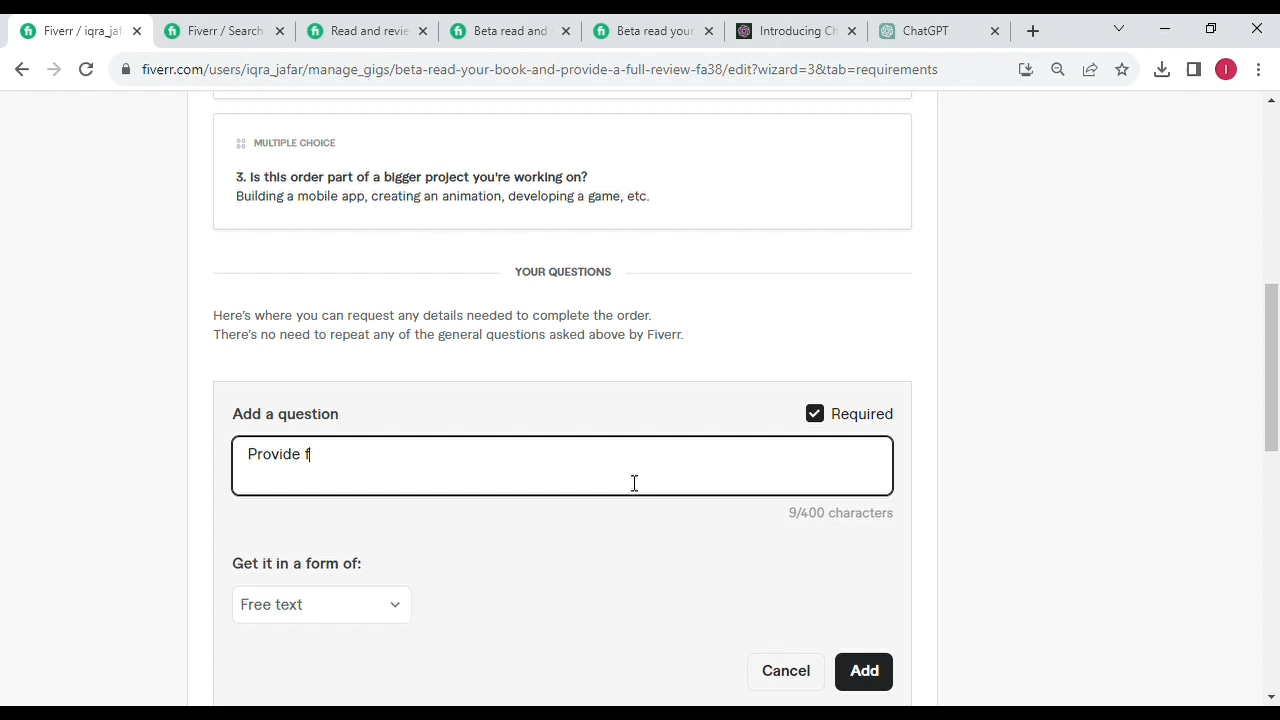 Fiverr / iqra_jaf
Fiverr / Search
Read and revie
Beta read and
Beta read your
Introducing Ch
ChatGPT
fiverr.com/users/iqra_jafar/manage_gigs/beta-read-your-book-and-provide-a-full-review-fa38/edit?wizard=3&tab=requirements
I
MULTIPLE CHOICE
3. Is this order part of a bigger project you're working on?
Building a mobile app, creating an animation, developing a game, etc.
YOUR QUESTIONS
Here's where you can request any details needed to complete the order.
There's no need to repeat any of the general questions asked above by Fiverr.
Add a question
Required
Provide f
9/400 characters
Get it in a form of:
Free text
Cancel
Add